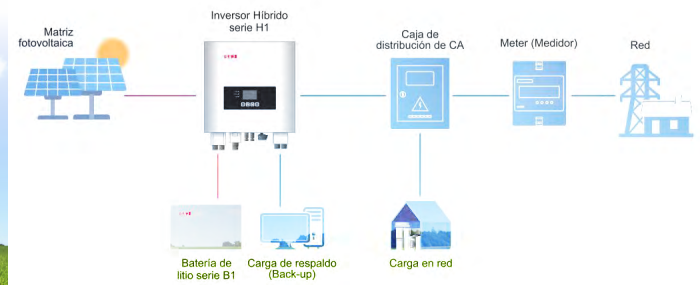 Inversor Híbrido
serie H1
Matriz
fotovoltaica
Caja de
distribución de CA
Meter (Medidor)
Red
Batería de
litio serie B1
Carga de respaldo
(Back-up)
Carga en red